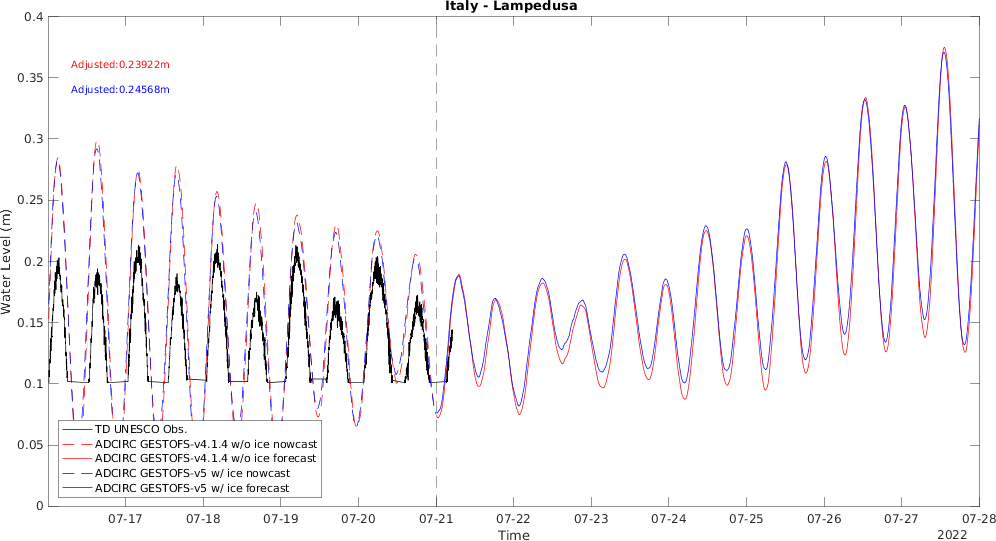 Italy - Lampedusa
0.4
0.35
0.3
0.25
0.2
0.15
0.1
0.05
0
Water Level (m)
Adjusted:0.23922m
Adjusted:0.24568m
TD UNESCO Obs.
ADCIRC GESTOFS-v4.1.4 w/o ice nowcast
ADCIRC GESTOFS-v4.1.4 w/o ice forecast
ADCIRC GESTOFS-v5 w/ ice nowcast
ADCIRC GESTOFS-v5 w/ ice forecast
07-17 07-18 07-19 07-20 07-21 07-22 07-23 07-24 07-25 07-26 07-27 07-28
Time
2022